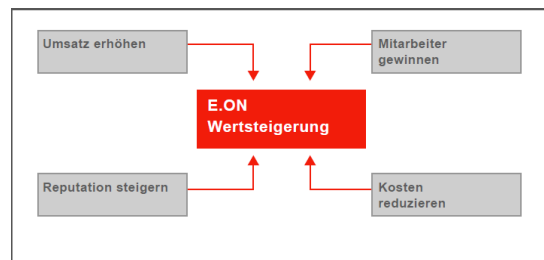 Umsatz erhöhen
Mitarbeiter
gewinnen
E.ON
Wertsteigerung
Reputation steigern
Kosten
reduzieren